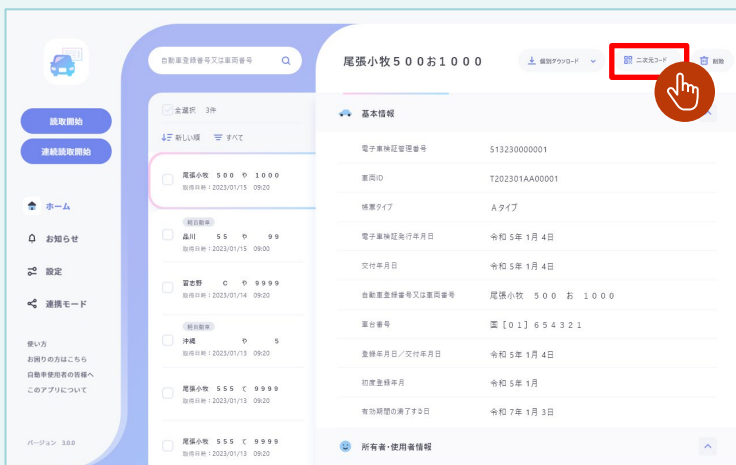 読取開始
連続読取開始
ホーム
お知らせ
設定
連携モード
使い方
お困りの方はこちら
自動車使用者の皆様へ
このアプリについて
バージョン 3.0.0
自動車登録番号又は車両番号
全選択 3件
新しい順 すべて
尾張小牧 500 や 1000
取得日時：2023/01/15 09:20
軽自動車
品川 55 や 99
取得日時：2023/01/15 09:00
習志野 C や 9999
取得日時：2023/01/14 09:20
軽自動車
沖縄 や 5
取得日時：2023/01/13 09:20
尾張小牧 555 て 9999
取得日時：2023/01/13 09:20
尾張小牧 555 て 9999
取得日時：2023/01/13 09:20
尾張小牧５００お１０００
個別ダウンロード
二次元コード
削除
基本情報
電子車検証管理番号 513230000001
車両ID T202301AA00001
帳票タイプ Aタイプ
電子車検証発行年月日 令和 5年 1月 4日
交付年月日 令和 5年 1月 4日
自動車登録番号又は車両番号 尾張小牧 500 お 1000
車台番号 国［０１］６５４３２１
登録年月日／交付年月日 令和 5年 1月 4日
初度登録年月 令和 5年 1月
有効期間の満了する日 令和 7年 1月 3日
所有者・使用者情報